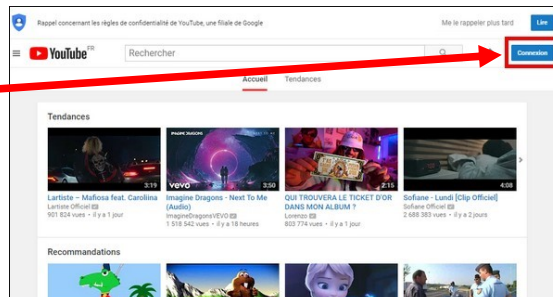 Rappel concernant les règles de confidentialité de YouTube, une filiale de Google
Me le rappeler plus tard
Lire
YouTube FR
Rechercher
Connexion
Accueil
Tendances
Tendances
3:19
IMAGINE DRAGONS
vevo
3:50
2:15
4:08
Lartiste – Mafiosa feat. Caroliina
Lartiste Officiel
901 824 vues • il y a 1 jour
Imagine Dragons - Next To Me (Audio)
ImagineDragonsVEVO
1 518 542 vues • il y a 18 heures
QUI TROUVERA LE TICKET D'OR DANS MON ALBUM ?
Lorenzo
803 774 vues • il y a 1 jour
Sofiane - Lundi [Clip Officiel]
Sofiane Officiel
2 688 383 vues • il y a 2 jours
Recommandations